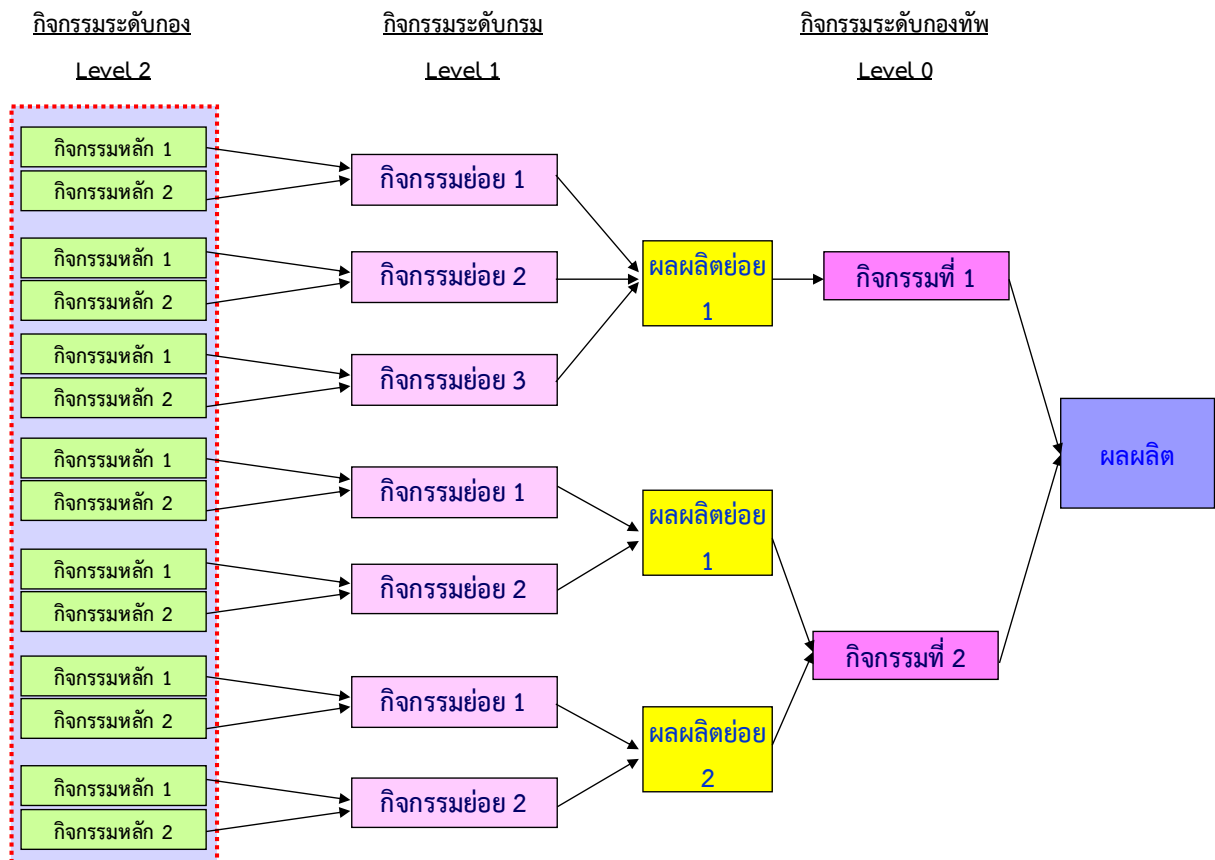 กิจกรรมระดับกอง
Level 2
กิจกรรมระดับกรม
Level 1
กิจกรรมระดับกองทัพ
Level 0
กิจกรรมหลัก 1
กิจกรรมหลัก 2
กิจกรรมหลัก 1
กิจกรรมหลัก 2
กิจกรรมหลัก 1
กิจกรรมหลัก 2
กิจกรรมหลัก 1
กิจกรรมหลัก 2
กิจกรรมหลัก 1
กิจกรรมหลัก 2
กิจกรรมหลัก 1
กิจกรรมหลัก 2
กิจกรรมหลัก 1
กิจกรรมหลัก 2
กิจกรรมย่อย 1
กิจกรรมย่อย 2
กิจกรรมย่อย 3
กิจกรรมย่อย 1
กิจกรรมย่อย 2
กิจกรรมย่อย 1
กิจกรรมย่อย 2
ผลผลิตย่อย
1
ผลผลิตย่อย
1
ผลผลิตย่อย
2
กิจกรรมที่ 1
กิจกรรมที่ 2
ผลผลิต